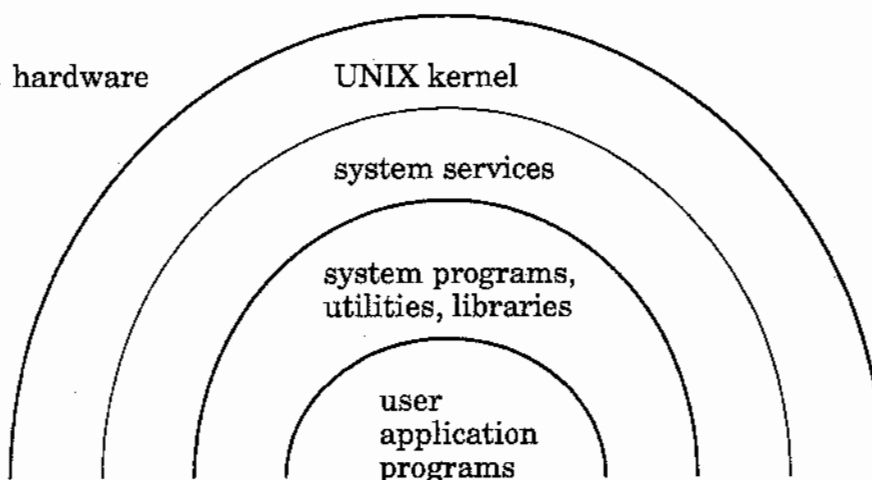 hardware
UNIX kernel
system services
system programs,
utilities, libraries
user
application
programs